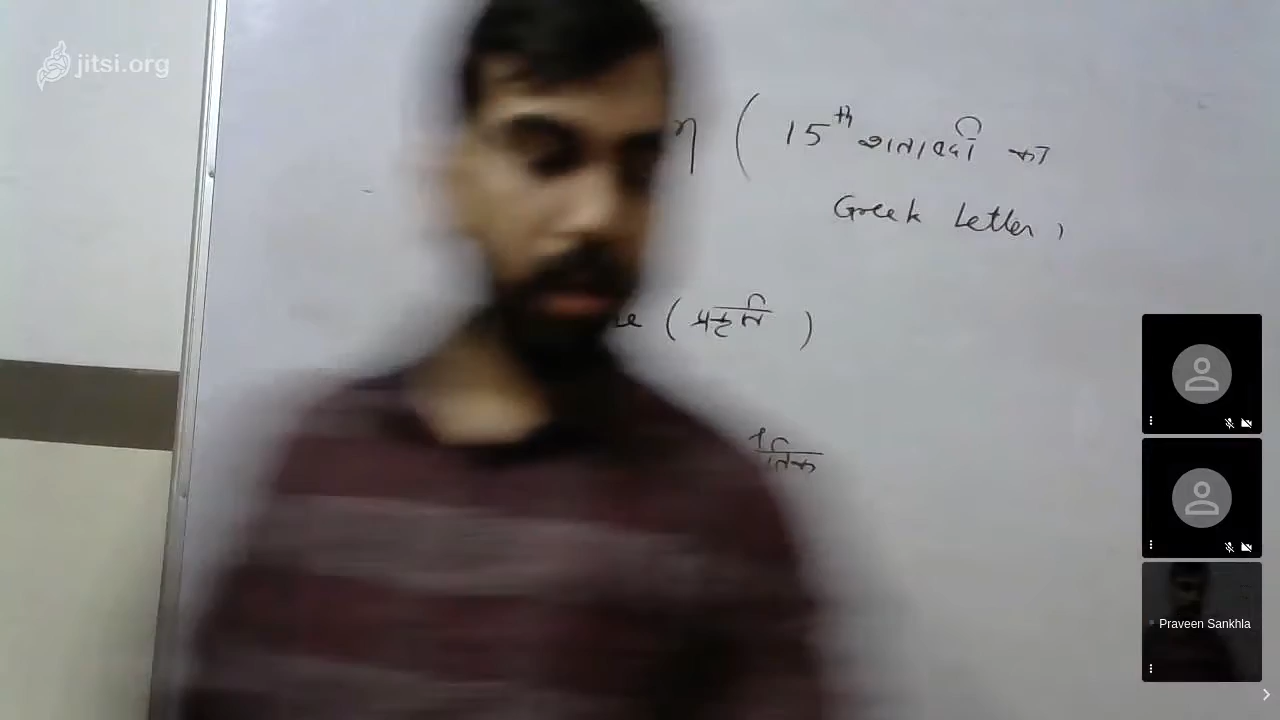 jitsi.org
( 15th शताब्दी का
Greek Letter,
(प्रकृति)
Praveen Sankhla